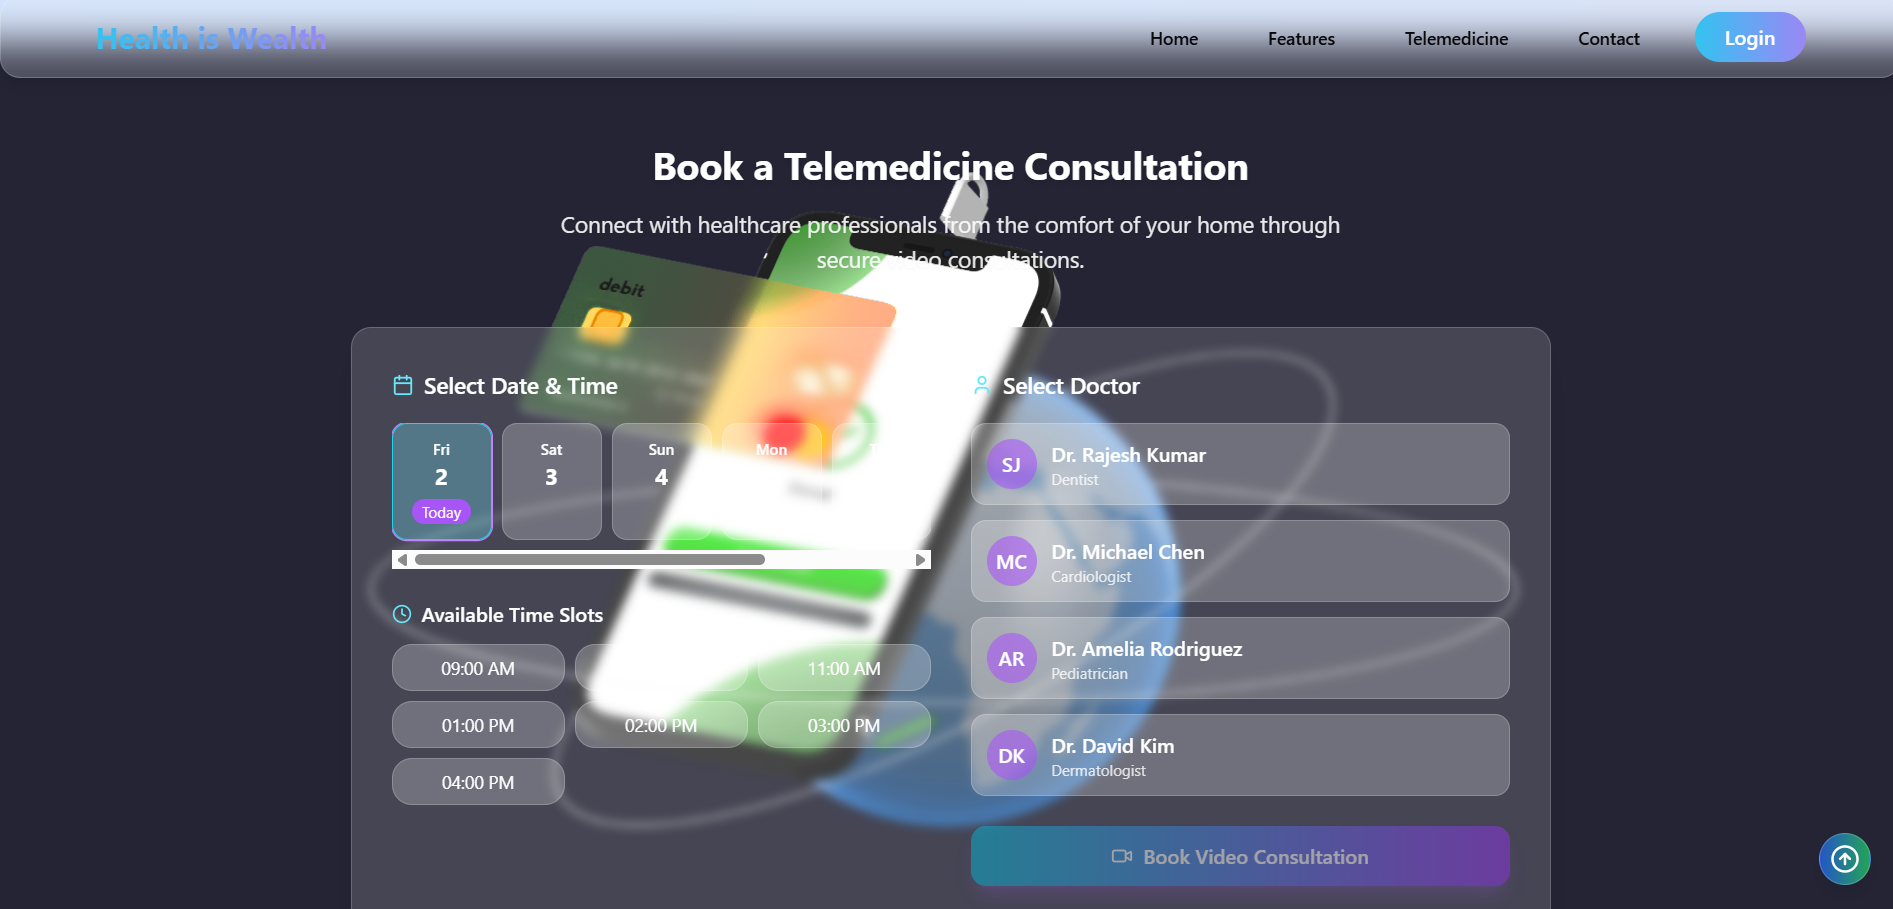 Health is Wealth
Home
Features
Telemedicine
Contact
Login
Book a Telemedicine Consultation
Connect with healthcare professionals from the comfort of your home through
secure video consultations.
debit
Select Date & Time
Fri
2
Today
Sat
3
Sun
4
Mon
Available Time Slots
09:00 AM
11:00 AM
01:00 PM
02:00 PM
03:00 PM
04:00 PM
Select Doctor
SJ
Dr. Rajesh Kumar
Dentist
MC
Dr. Michael Chen
Cardiologist
AR
Dr. Amelia Rodriguez
Pediatrician
DK
Dr. David Kim
Dermatologist
Book Video Consultation